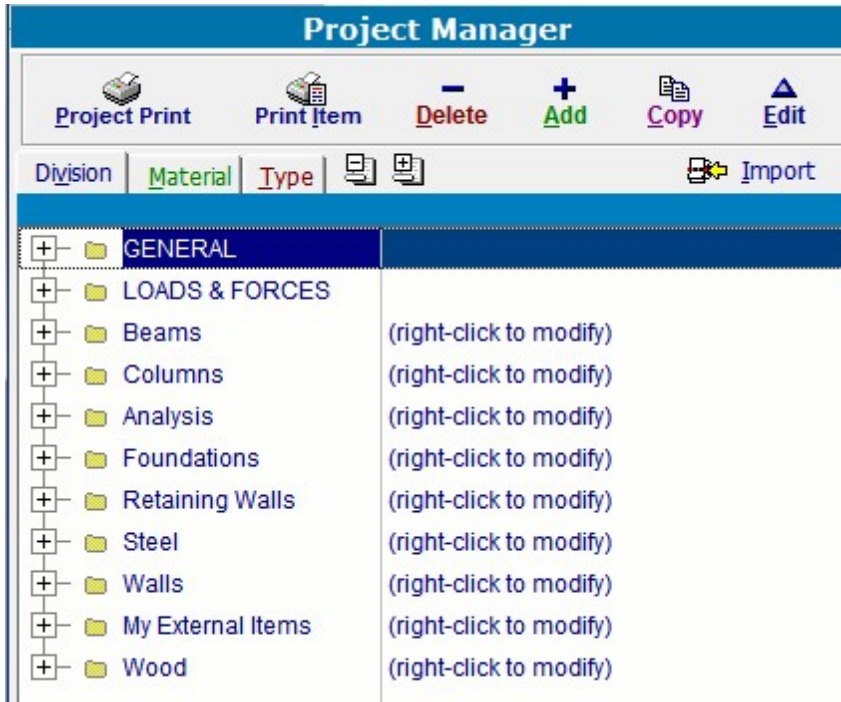 Project Manager
Project Print Print Item Delete Add Copy Edit
Division Material Type Import
GENERAL
LOADS & FORCES
Beams (right-click to modify)
Columns (right-click to modify)
Analysis (right-click to modify)
Foundations (right-click to modify)
Retaining Walls (right-click to modify)
Steel (right-click to modify)
Walls (right-click to modify)
My External Items (right-click to modify)
Wood (right-click to modify)